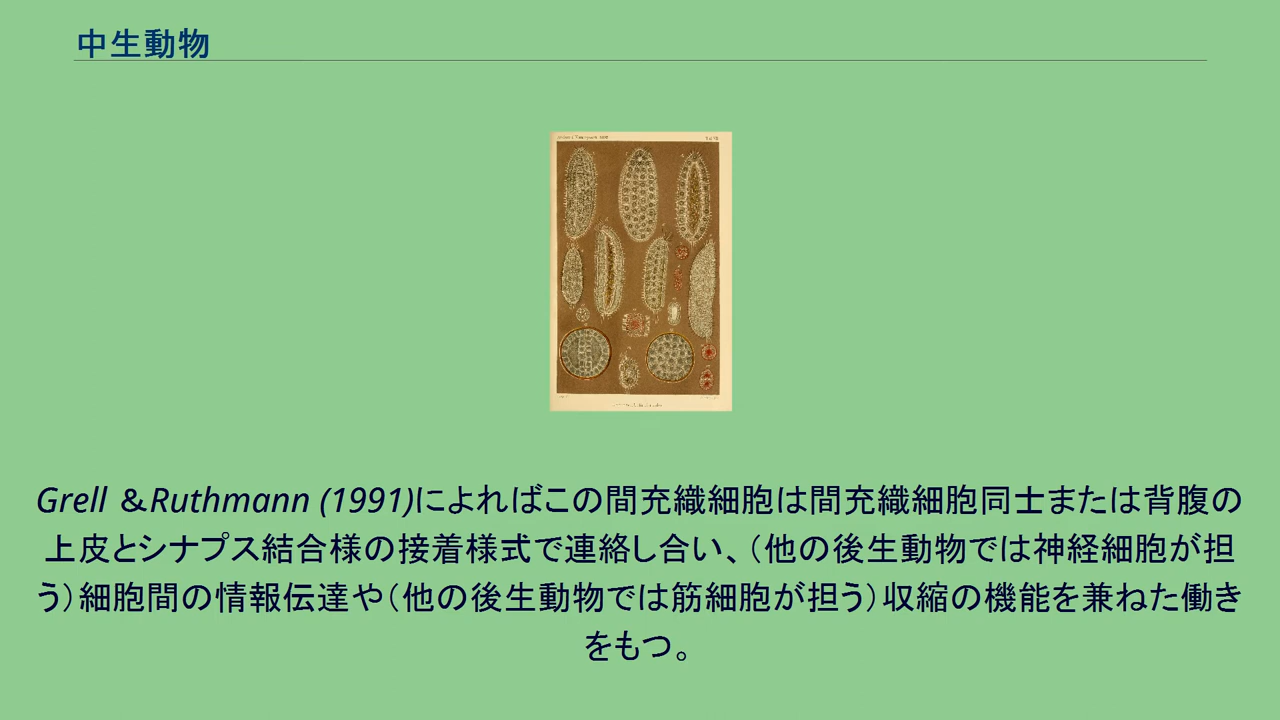 中生動物
Grell ＆Ruthmann (1991)によればこの間充織細胞は間充織細胞同士または背腹の
上皮とシナプス結合様の接着様式で連絡し合い、（他の後生動物では神経細胞が担
う）細胞間の情報伝達や（他の後生動物では筋細胞が担う）収縮の機能を兼ねた働き
をもつ。